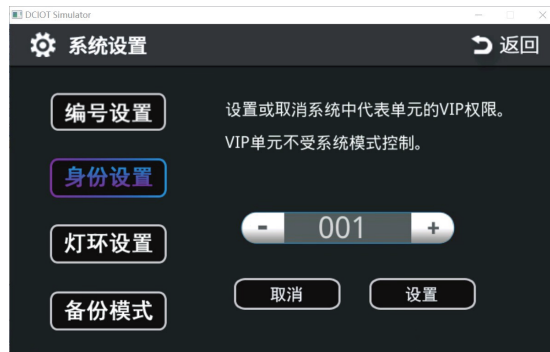 DCIOT Simulator
系统设置
返回
编号设置
身份设置
灯环设置
备份模式
设置或取消系统中代表单元的VIP权限。
VIP单元不受系统模式控制。
- 001 +
取消
设置